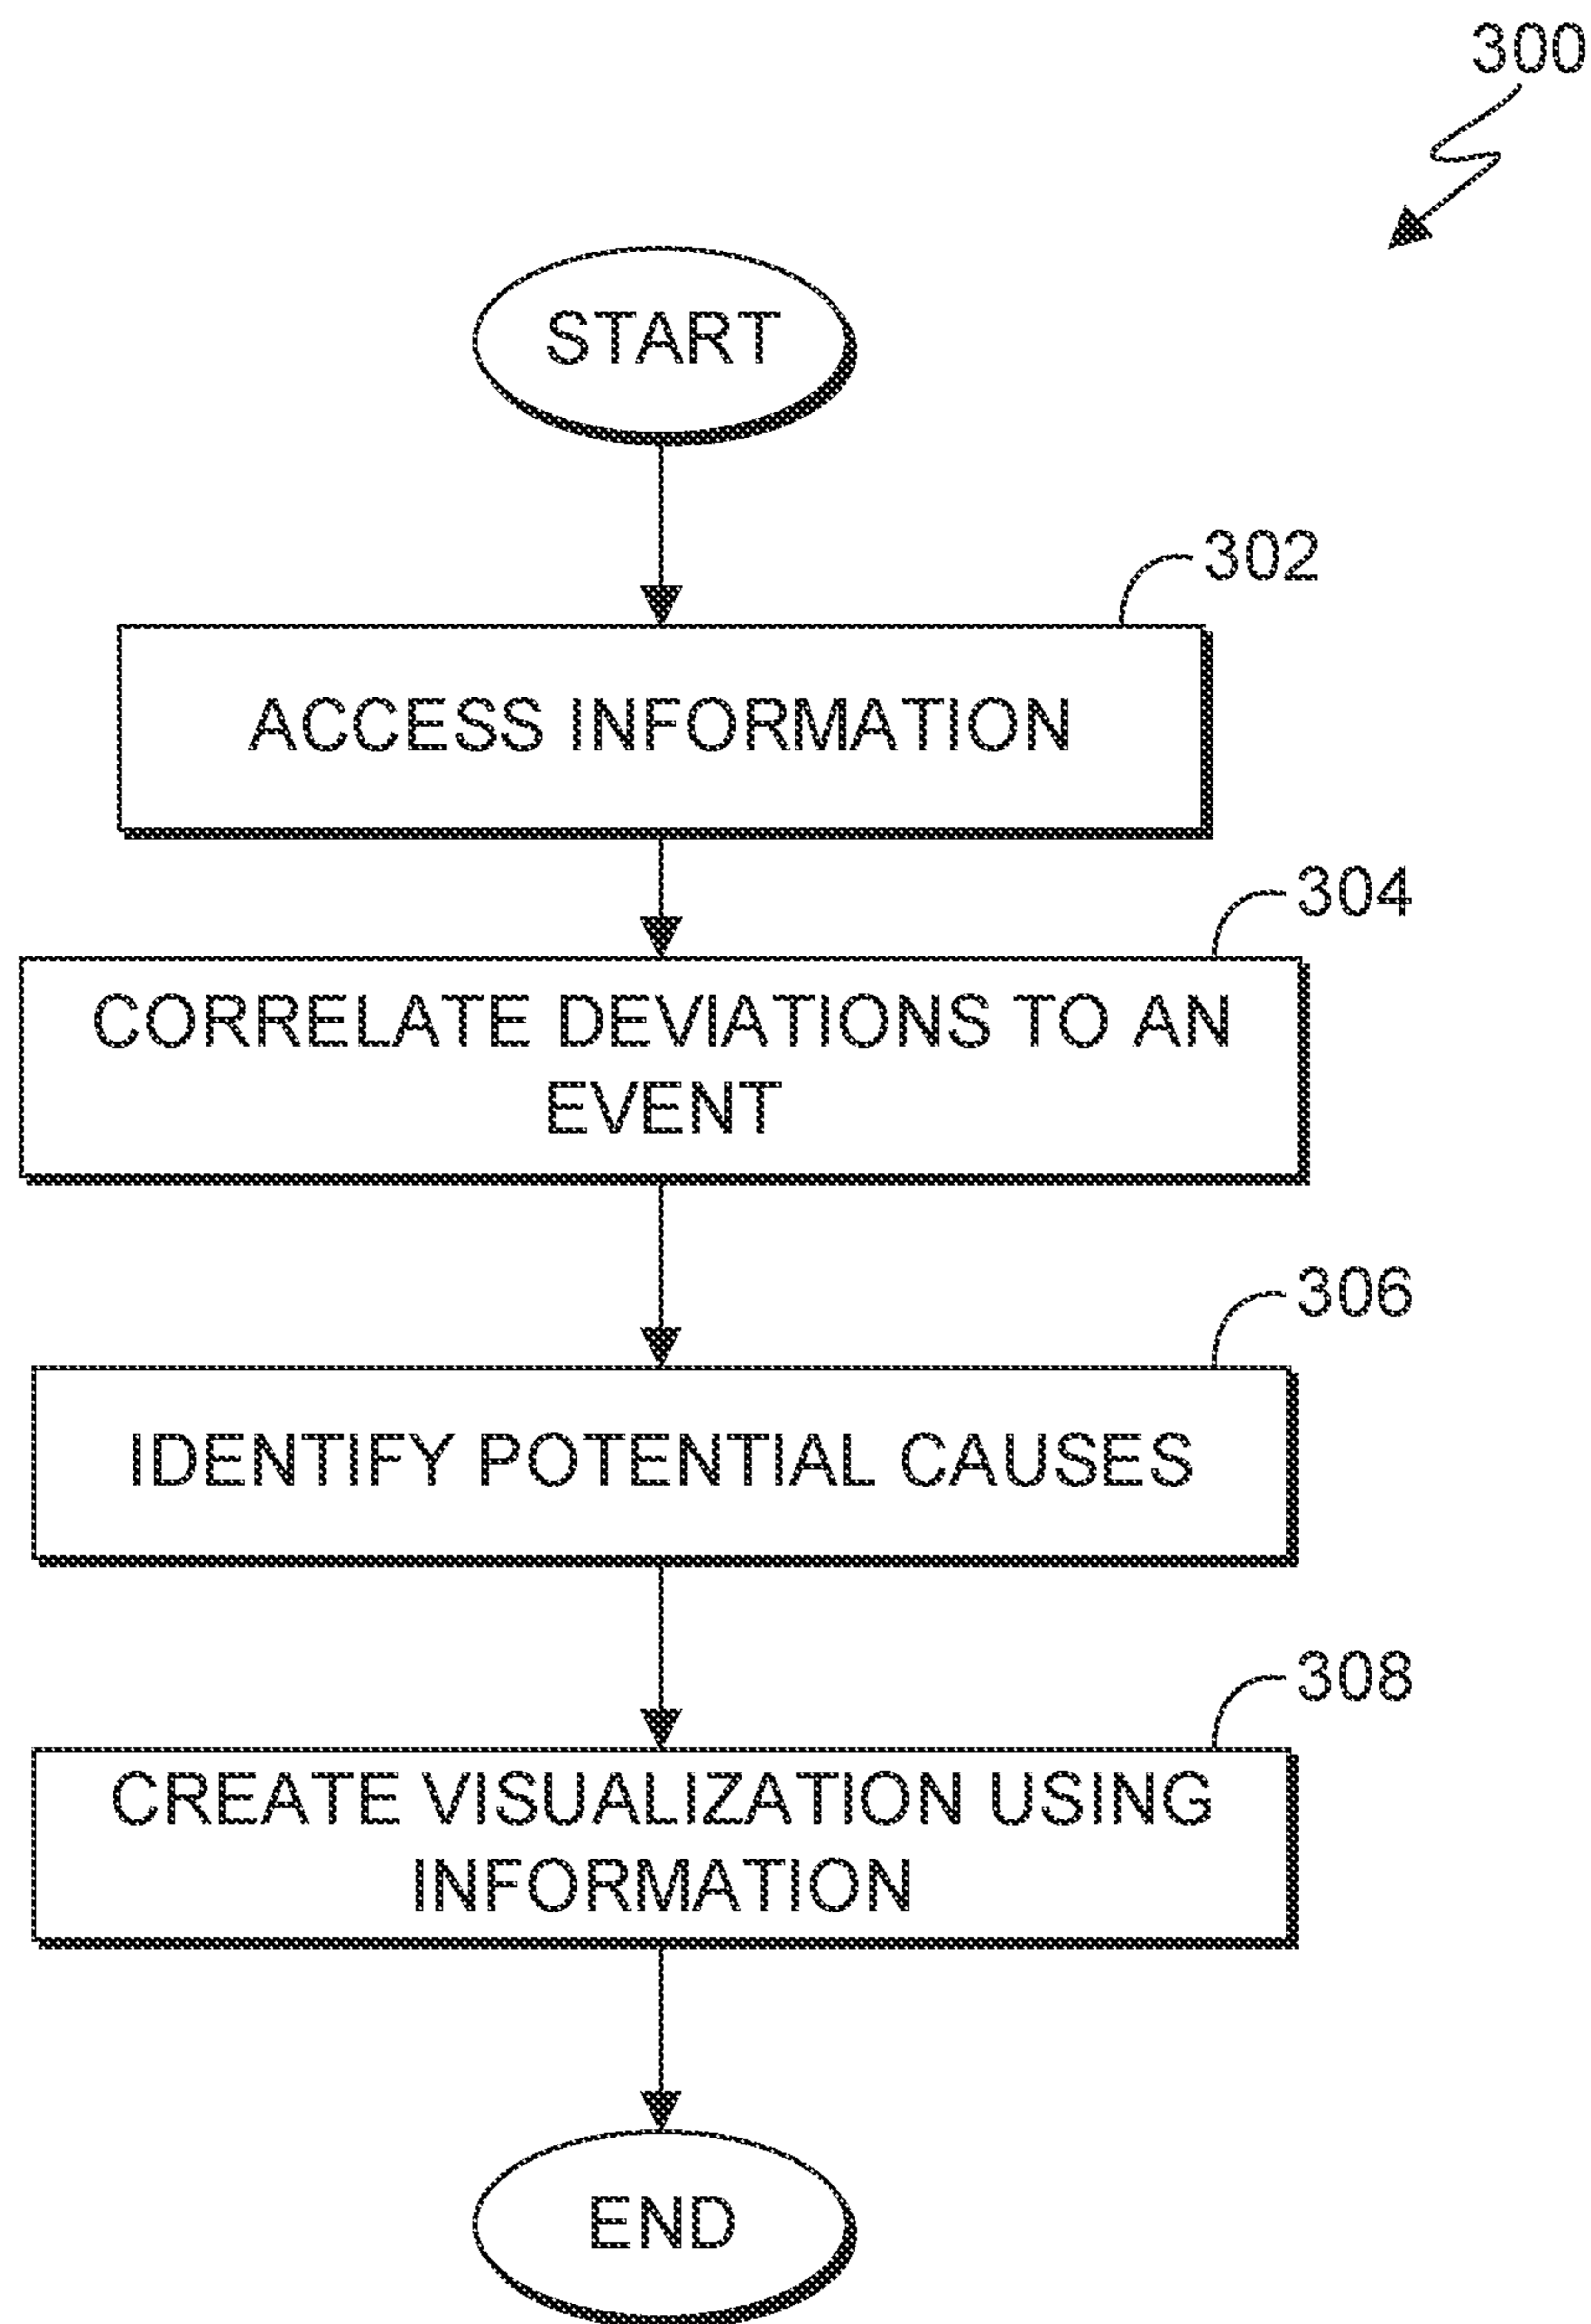 300
START
302
ACCESS INFORMATION
304
CORRELATE DEVIATIONS TO AN
EVENT
306
IDENTIFY POTENTIAL CAUSES
308
CREATE VISUALIZATION USING
INFORMATION
END